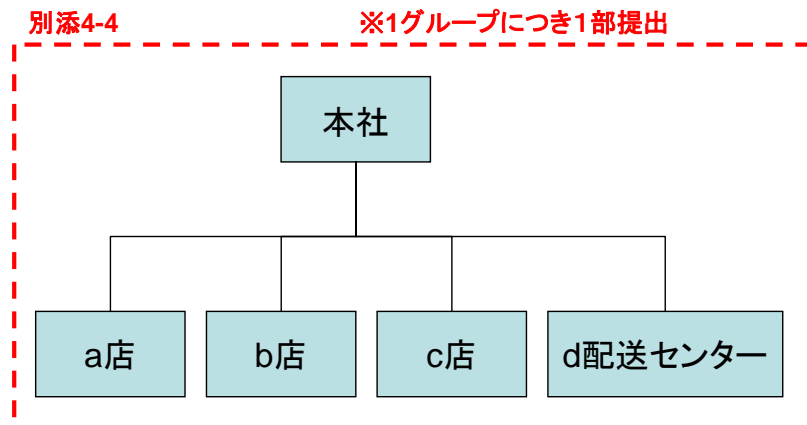 別添4-4
※1グループにつき1部提出
本社
a店
b店
c店
d配送センター